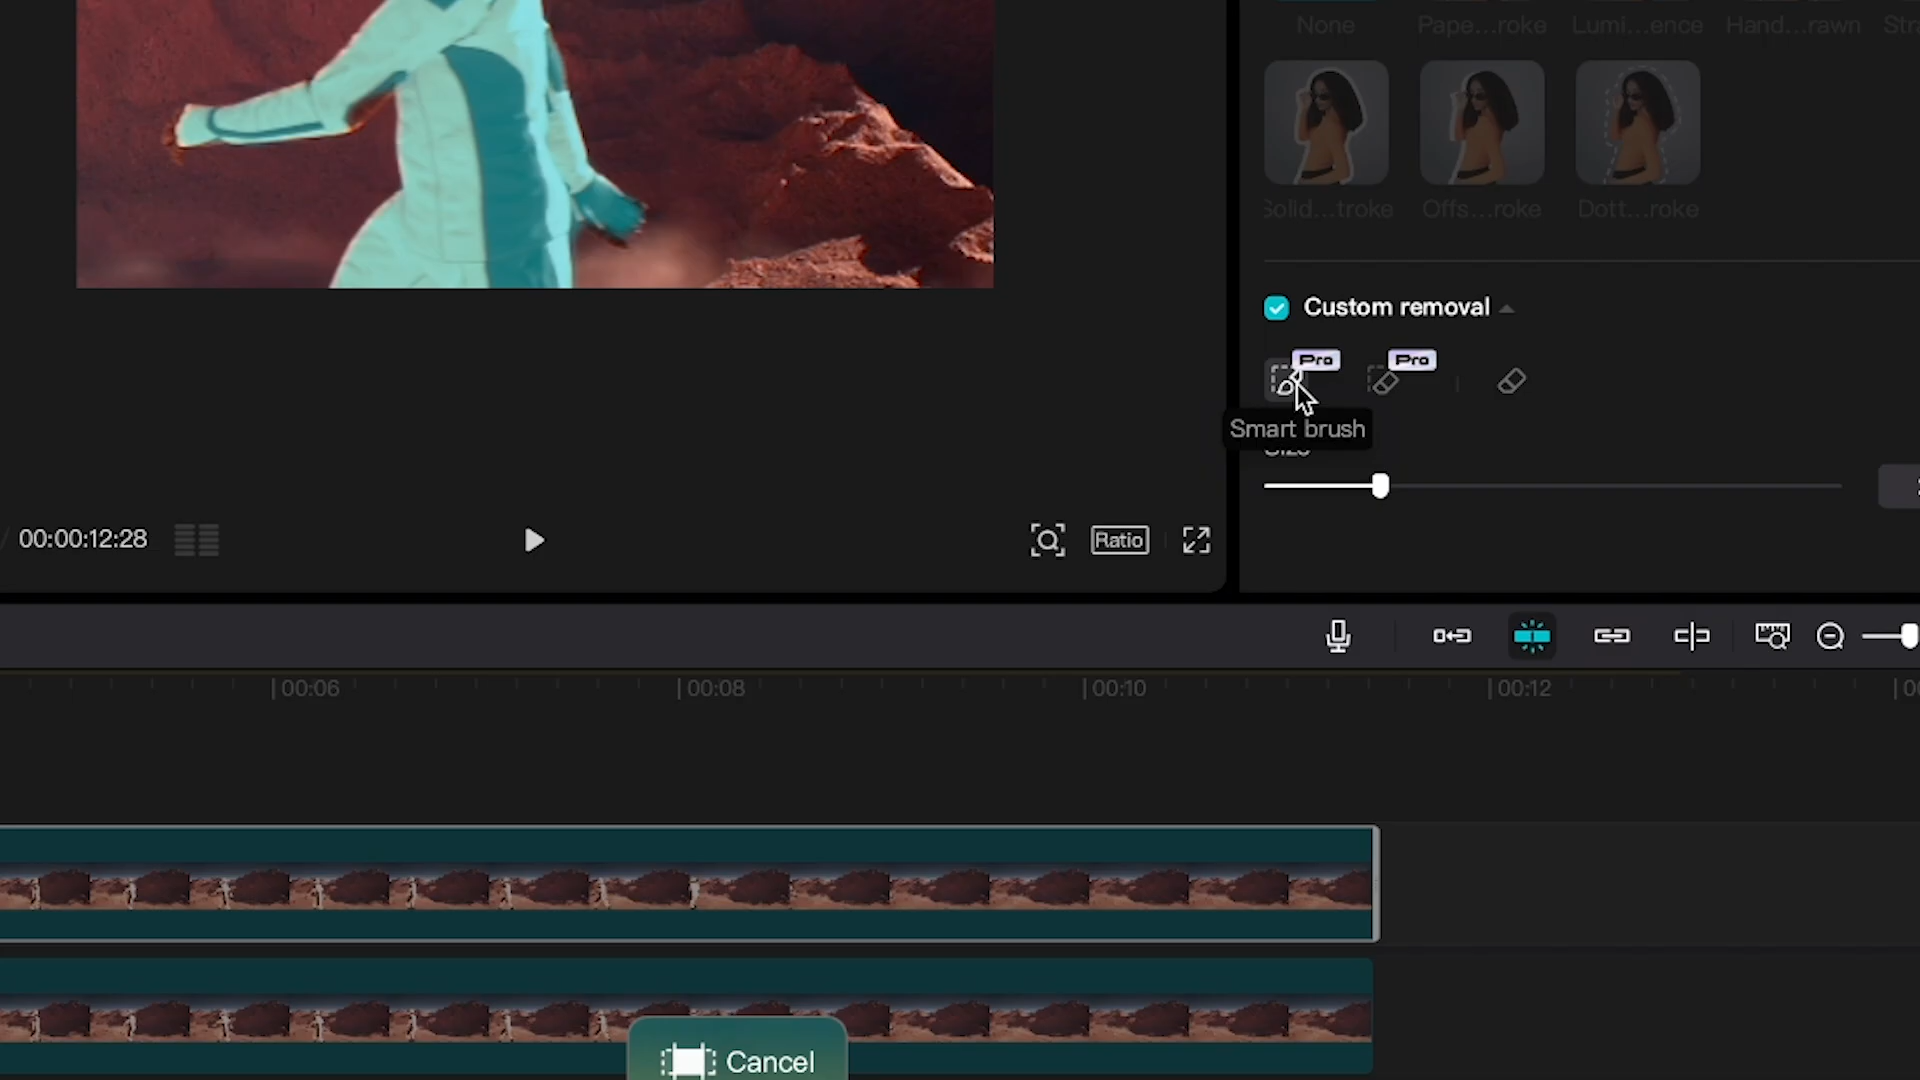 None Pape...roke Lumi...ence Hand...rawn
Solid...troke Offs...roke Dott...roke
Custom removal
Pro Pro
Smart brush
Size
00:00:12:28
Ratio
00:06 00:08 00:10 00:12
Cancel